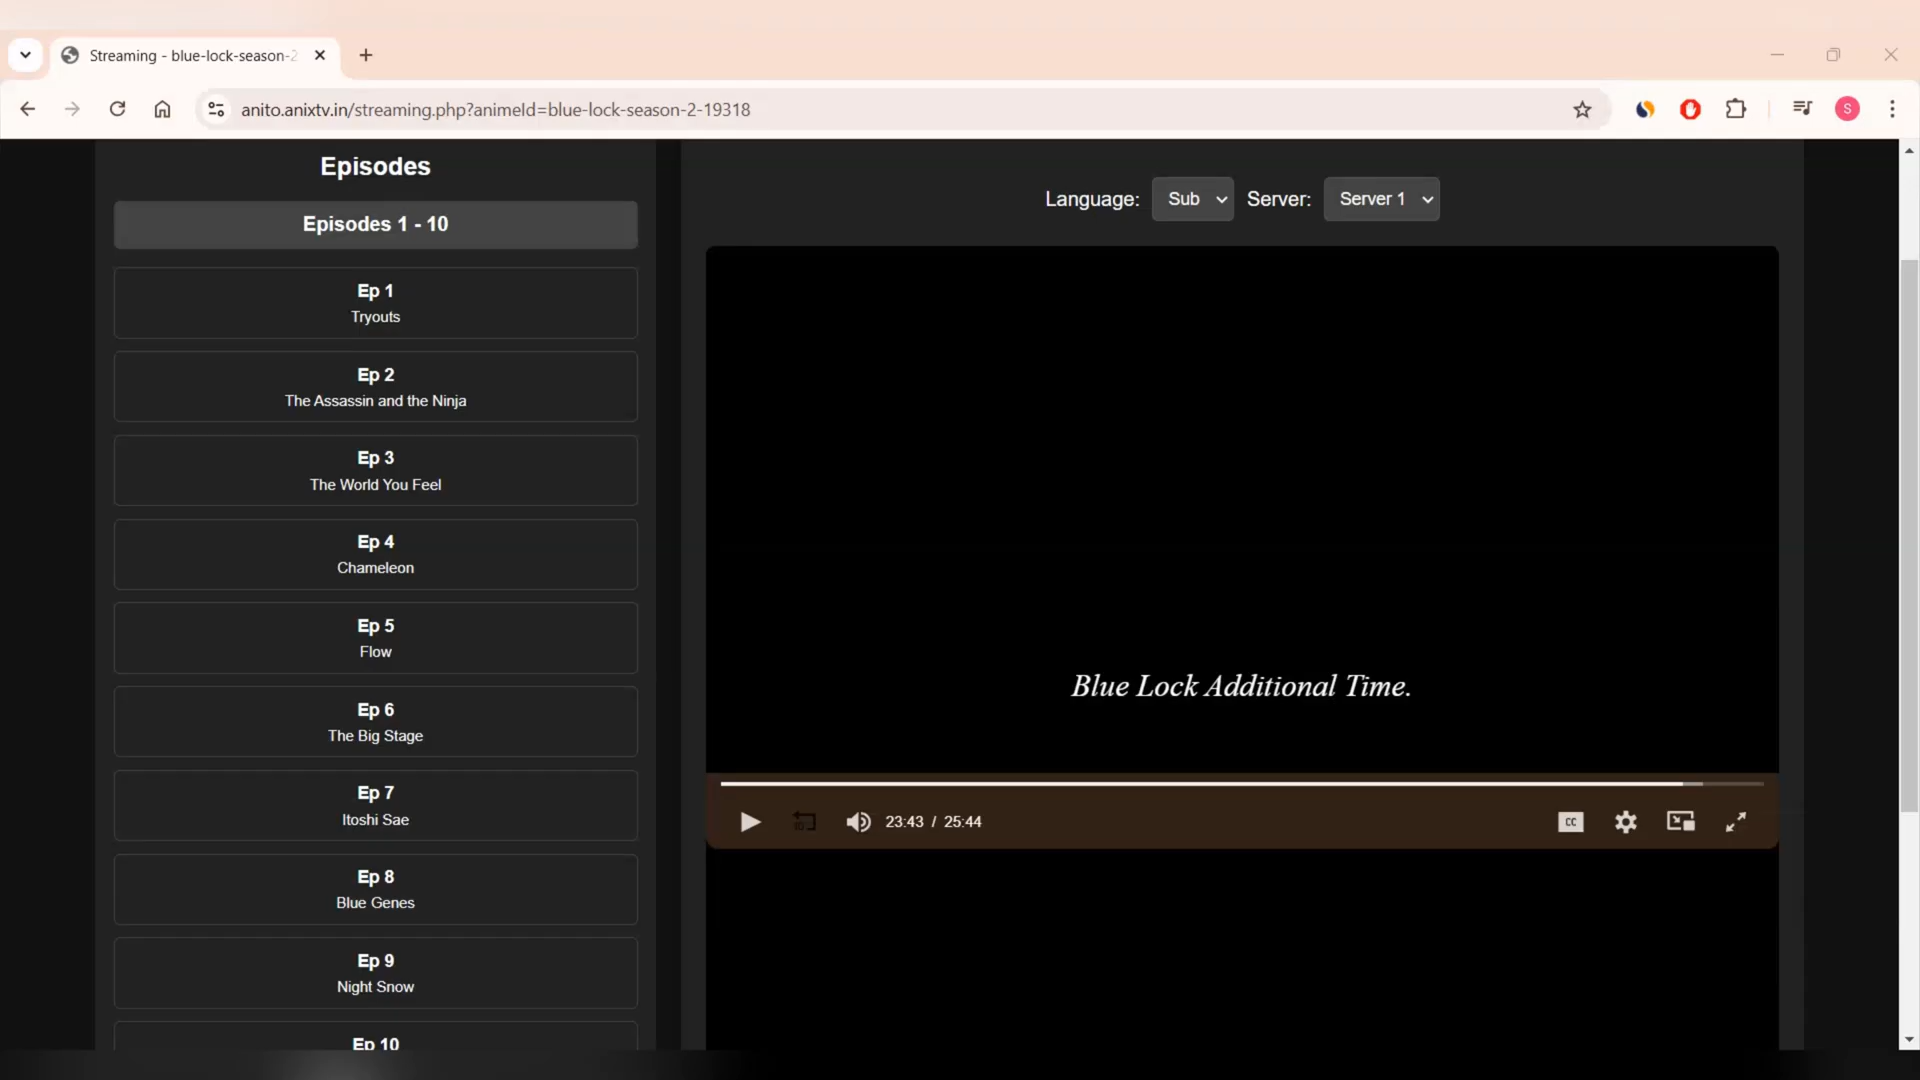 Streaming - blue-lock-season-2
anito.anixtv.in/streaming.php?animeId=blue-lock-season-2-19318
S
Episodes
Episodes 1 - 10
Ep 1
Tryouts
Ep 2
The Assassin and the Ninja
Ep 3
The World You Feel
Ep 4
Chameleon
Ep 5
Flow
Ep 6
The Big Stage
Ep 7
Itoshi Sae
Ep 8
Blue Genes
Ep 9
Night Snow
Ep 10
Language: Sub Server: Server 1
Blue Lock Additional Time.
23:43 / 25:44
CC